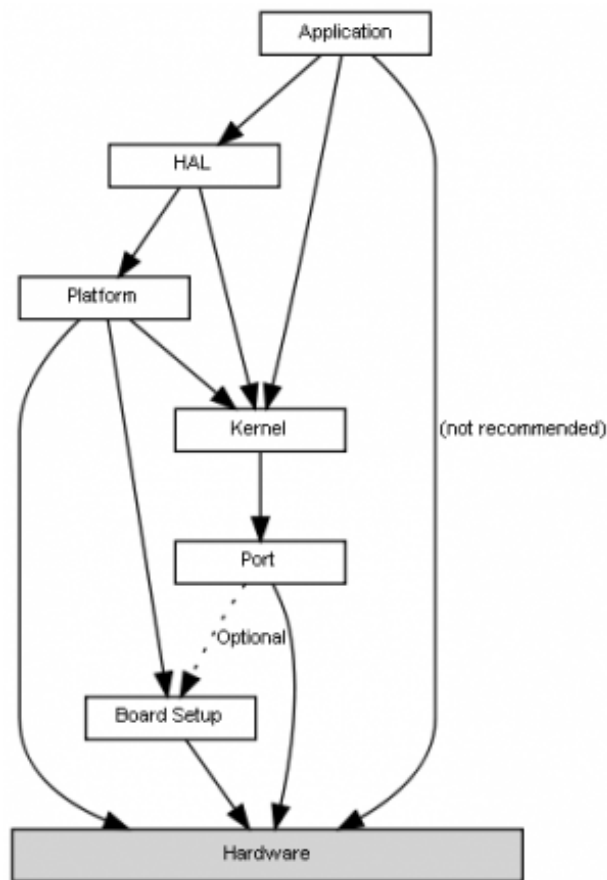 Application
HAL
Platform
Kernel
(not recommended)
Port
Optional
Board Setup
Hardware